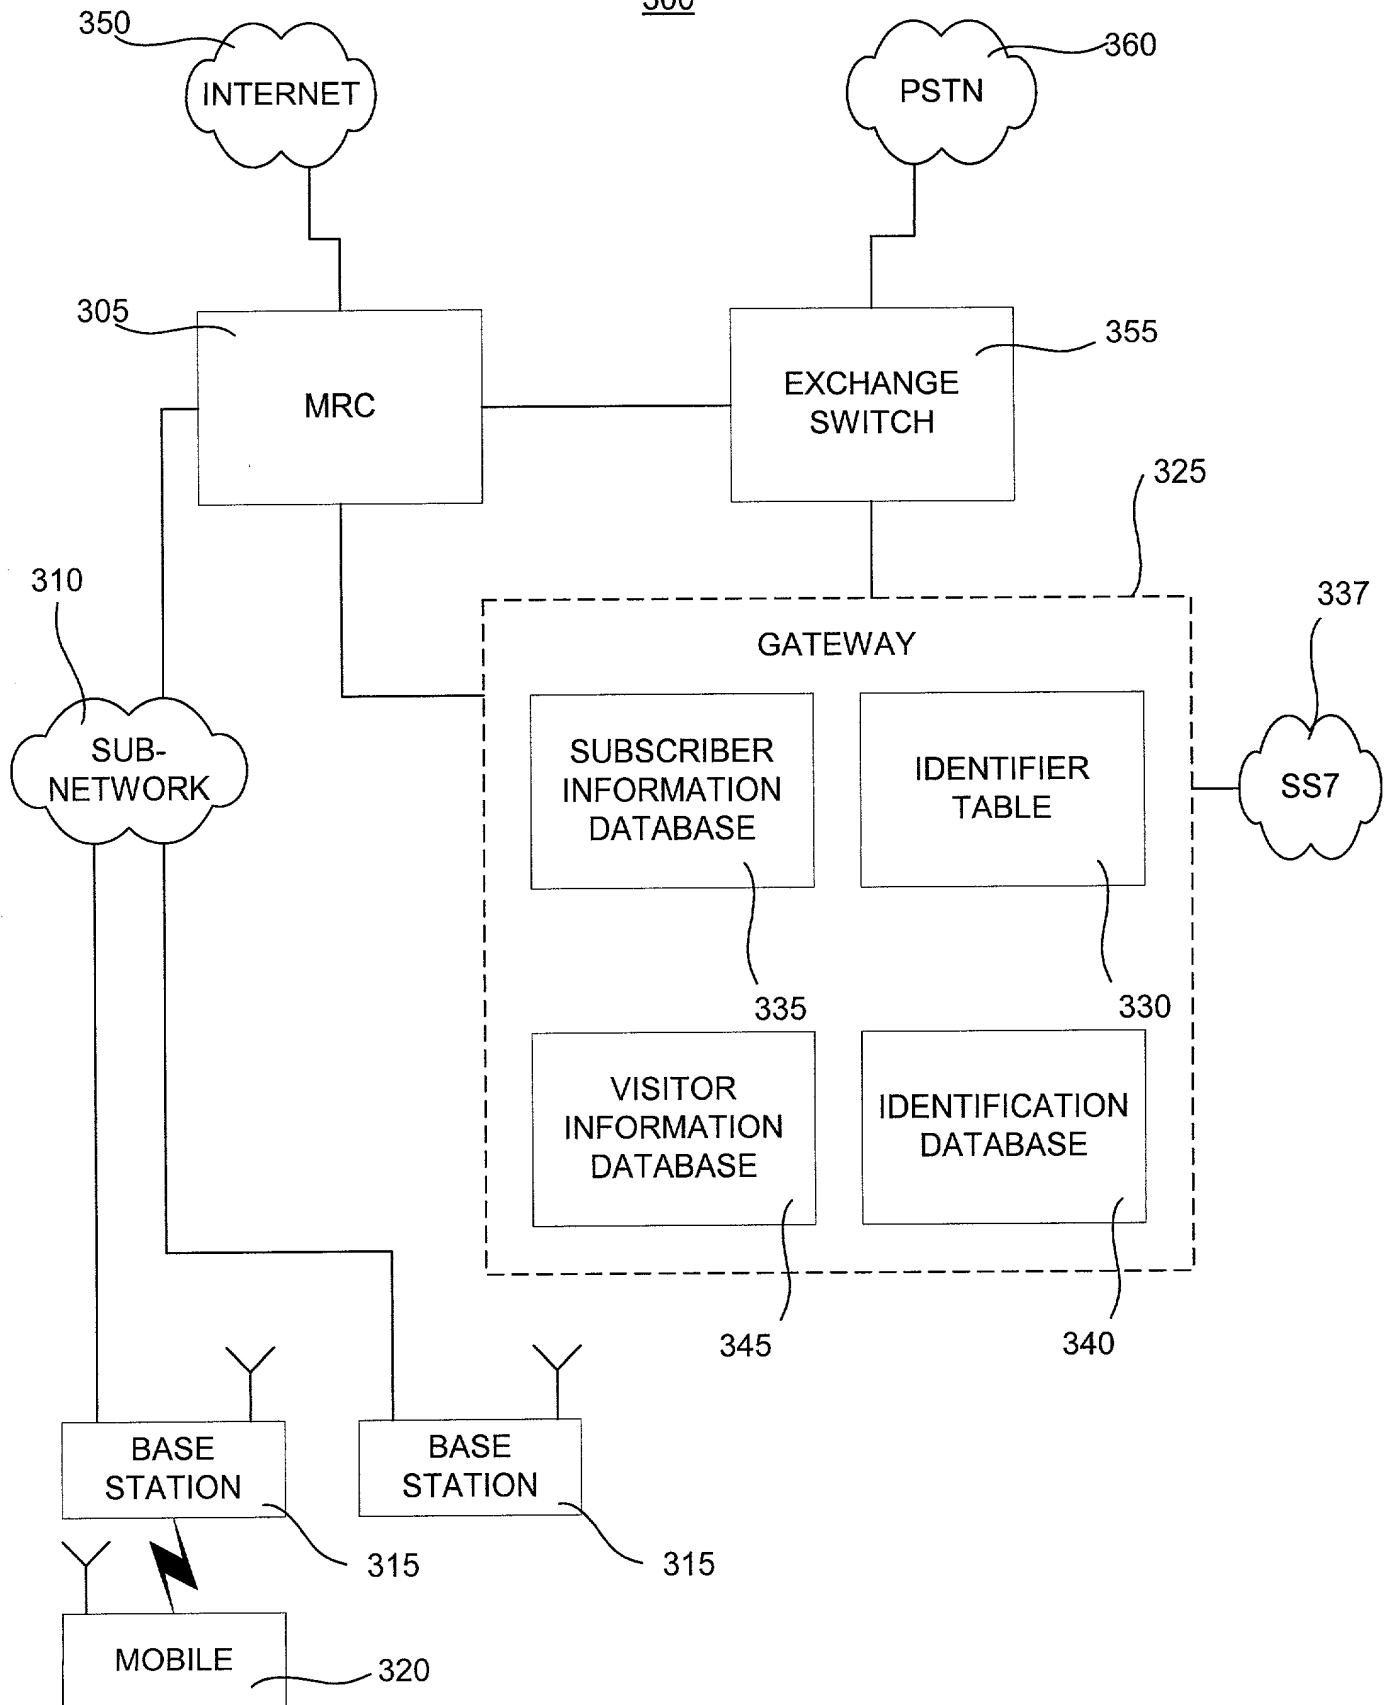 350
INTERNET
PSTN
360
305
MRC
EXCHANGE
SWITCH
355
325
310
SUB-
NETWORK
GATEWAY
337
SS7
SUBSCRIBER
INFORMATION
DATABASE
335
IDENTIFIER
TABLE
330
VISITOR
INFORMATION
DATABASE
345
IDENTIFICATION
DATABASE
340
BASE
STATION
315
BASE
STATION
315
MOBILE
320